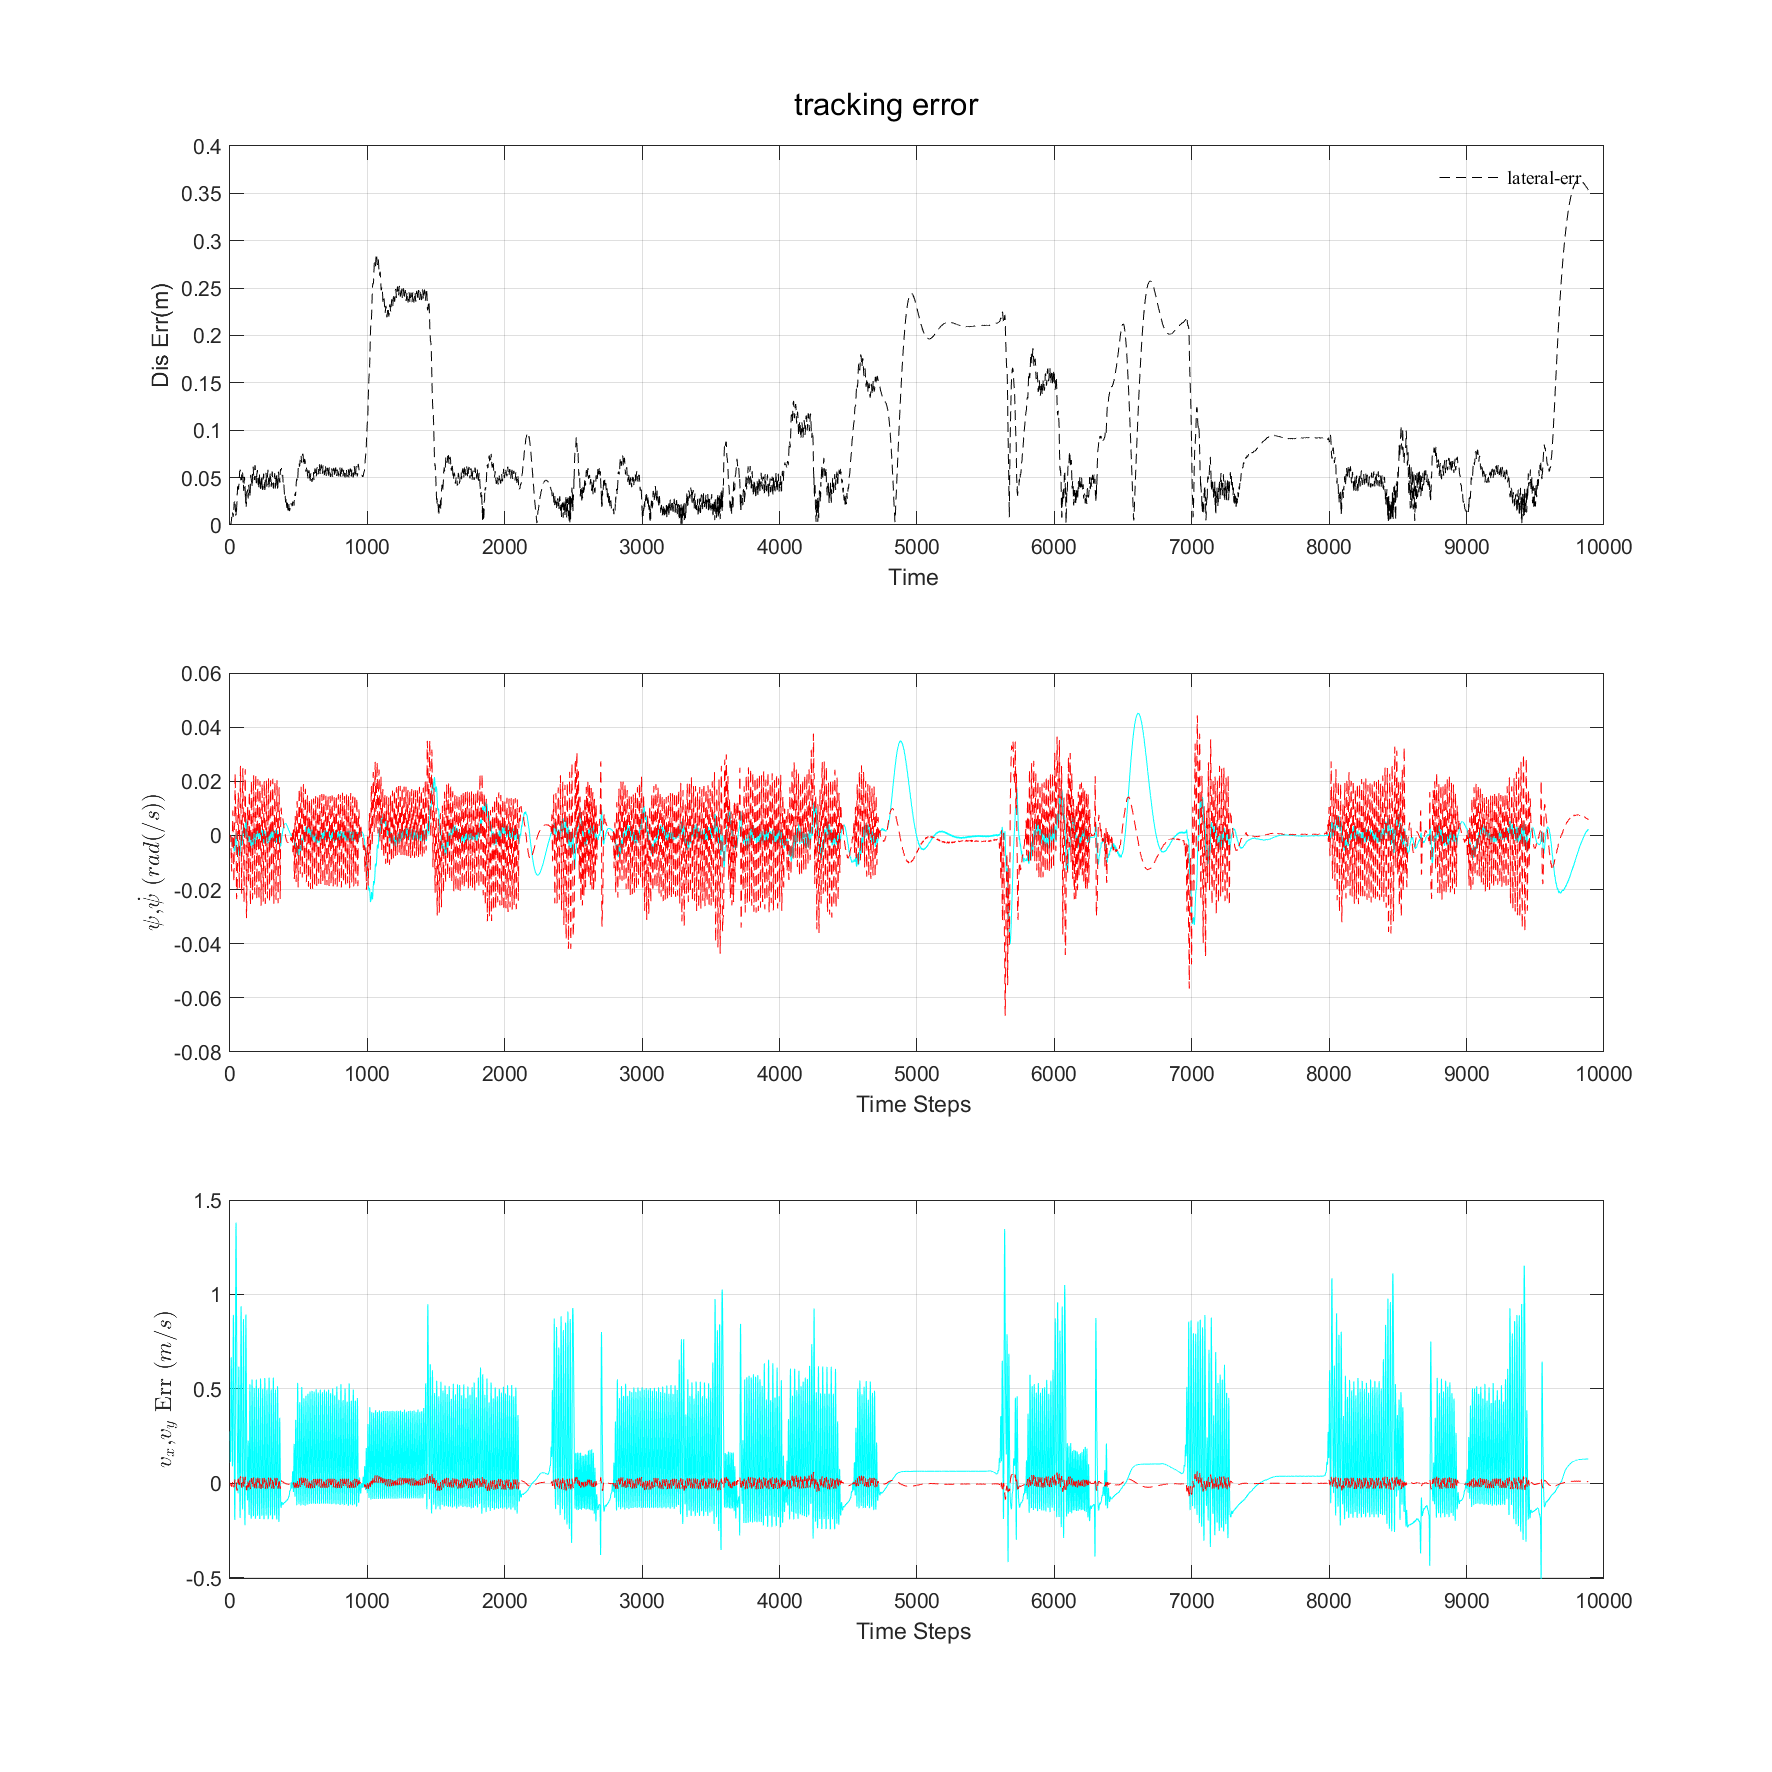 tracking error
0.4
0.35
0.3
0.25
0.2
0.15
0.1
0.05
0
Dis Err(m)
lateral-err
0 1000 2000 3000 4000 5000 6000 7000 8000 9000 10000
Time
0.06
0.04
0.02
0
-0.02
-0.04
-0.06
-0.08
ψ,ψ̇ (rad(/s))
0 1000 2000 3000 4000 5000 6000 7000 8000 9000 10000
Time Steps
1.5
1
0.5
0
-0.5
v_x,v_y Err (m/s)
0 1000 2000 3000 4000 5000 6000 7000 8000 9000 10000
Time Steps